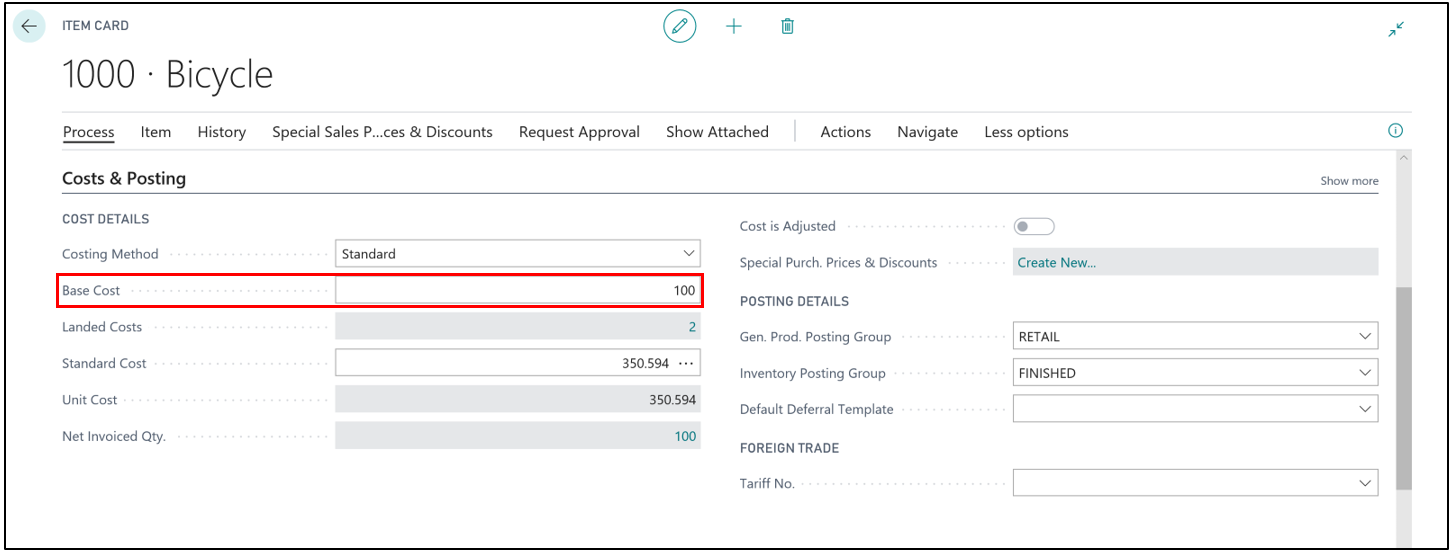 ITEM CARD
1000 · Bicycle
Process Item History Special Sales P...ces & Discounts Request Approval Show Attached Actions Navigate Less options
Costs & Posting Show more
COST DETAILS
Costing Method Standard
Base Cost 100
Landed Costs 2
Standard Cost 350.594 ...
Unit Cost 350.594
Net Invoiced Qty. 100
Cost is Adjusted
Special Purch. Prices & Discounts Create New...
POSTING DETAILS
Gen. Prod. Posting Group RETAIL
Inventory Posting Group FINISHED
Default Deferral Template
FOREIGN TRADE
Tariff No.